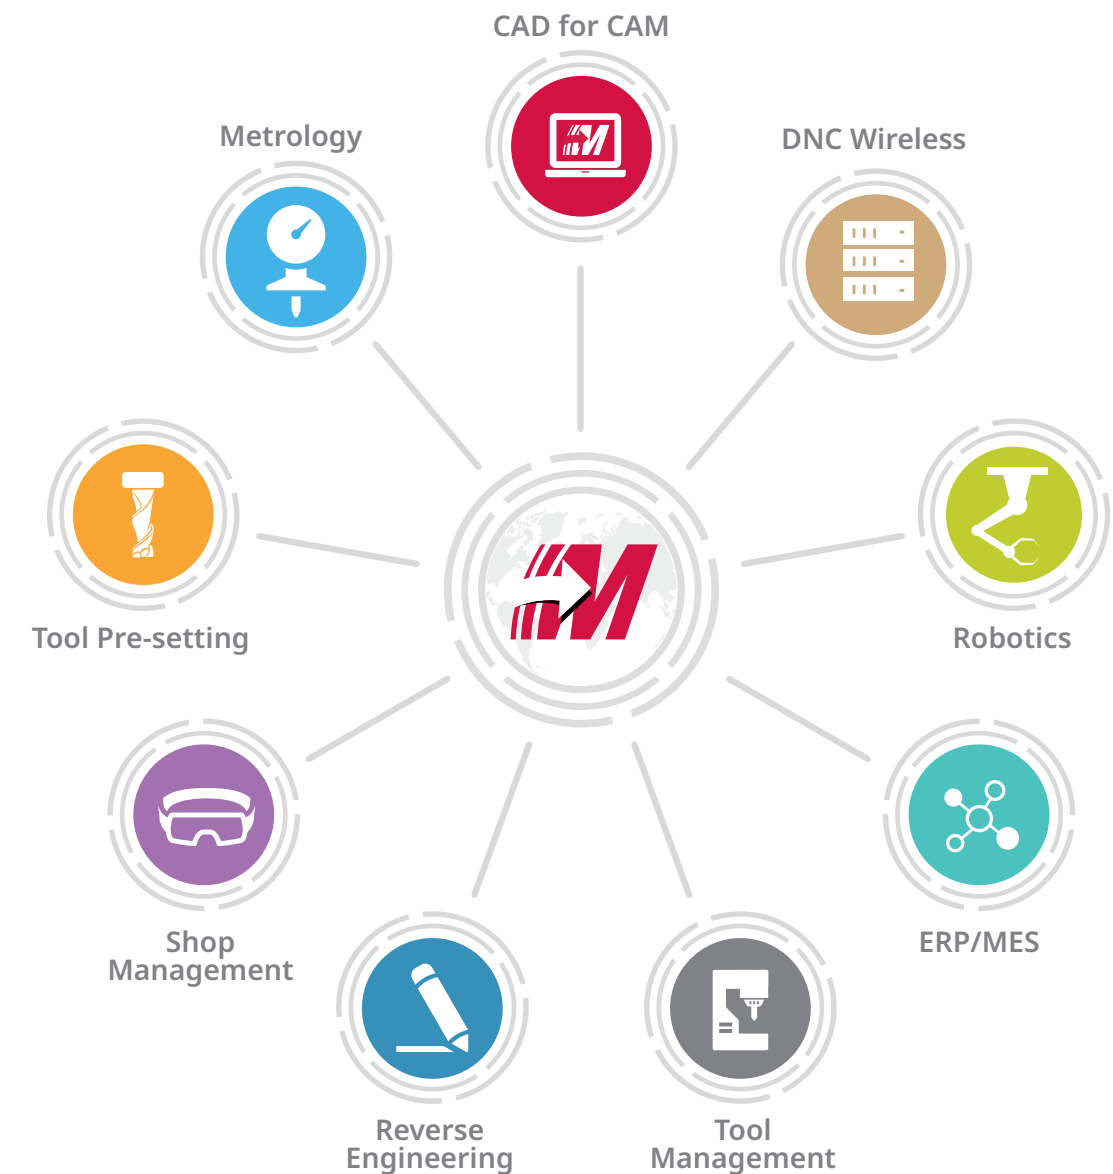 CAD for CAM
Metrology
DNC Wireless
Tool Pre-setting
Robotics
Shop
Management
ERP/MES
Reverse
Engineering
Tool
Management